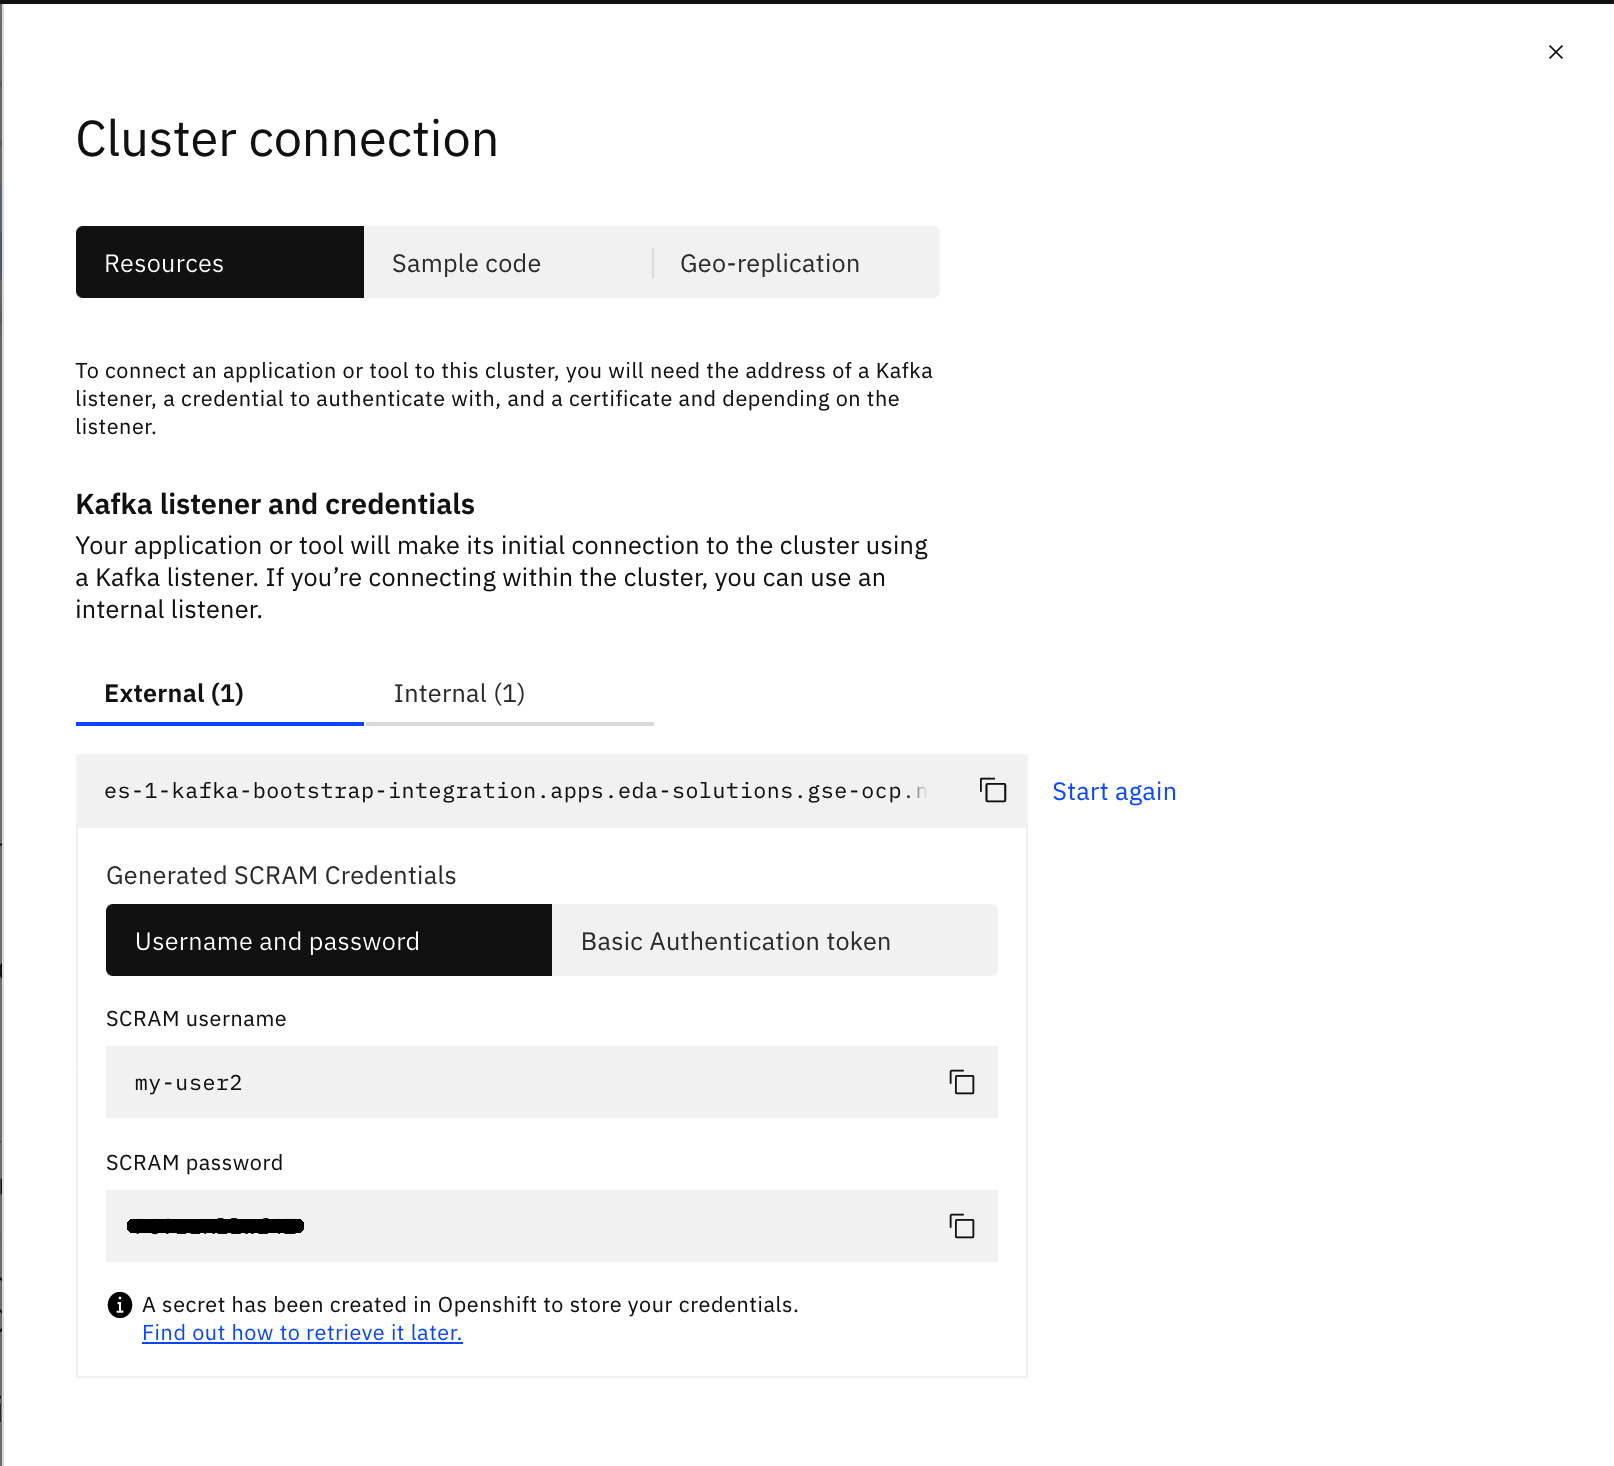 Cluster connection
Resources
Sample code
Geo-replication
To connect an application or tool to this cluster, you will need the address of a Kafka
listener, a credential to authenticate with, and a certificate and depending on the
listener.
Kafka listener and credentials
Your application or tool will make its initial connection to the cluster using
a Kafka listener. If you’re connecting within the cluster, you can use an
internal listener.
External (1)
Internal (1)
es-1-kafka-bootstrap-integration.apps.eda-solutions.gse-ocp.n
Start again
Generated SCRAM Credentials
Username and password
Basic Authentication token
SCRAM username
my-user2
SCRAM password
A secret has been created in Openshift to store your credentials.
Find out how to retrieve it later.